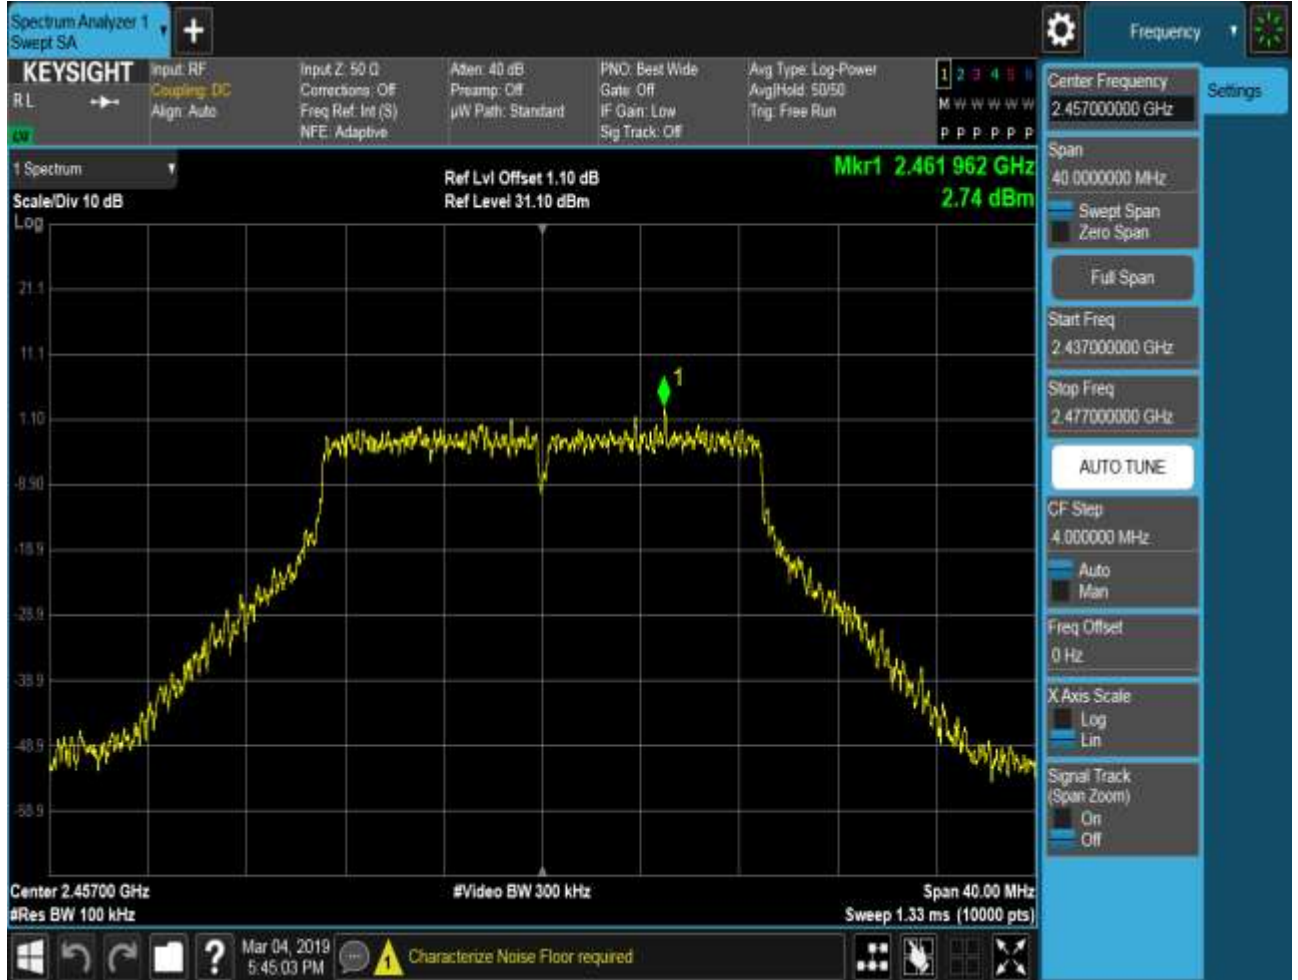 Spectrum Analyzer 1
Swept SA
Frequency
KEYSIGHT
RL
Input: RF
Coupling: DC
Align: Auto
Input Z: 50 Ω
Corrections: Off
Freq Ref: Int (S)
NFE: Adaptive
Atten: 40 dB
Preamp: Off
µW Path: Standard
PNO: Best Wide
Gate: Off
IF Gain: Low
Sig Track: Off
Avg Type: Log-Power
Avg|Hold: 50/50
Trig: Free Run
1 2 3 4 5 6
M W W W W W
P P P P P P
1 Spectrum
Scale/Div 10 dB
Log
Ref Lvl Offset 1.10 dB
Ref Level 31.10 dBm
Mkr1 2.461 962 GHz
2.74 dBm
21.1
11.1
1.10
-8.90
-18.9
-28.9
-38.9
-48.9
-58.9
1
Center 2.45700 GHz
#Res BW 100 kHz
#Video BW 300 kHz
Span 40.00 MHz
Sweep 1.33 ms (10000 pts)
Center Frequency
2.457000000 GHz
Settings
Span
40.0000000 MHz
Swept Span
Zero Span
Full Span
Start Freq
2.437000000 GHz
Stop Freq
2.477000000 GHz
AUTO TUNE
CF Step
4.000000 MHz
Auto
Man
Freq Offset
0 Hz
X Axis Scale
Log
Lin
Signal Track
(Span Zoom)
On
Off
?
Mar 04, 2019
5:45:03 PM
1
Characterize Noise Floor required